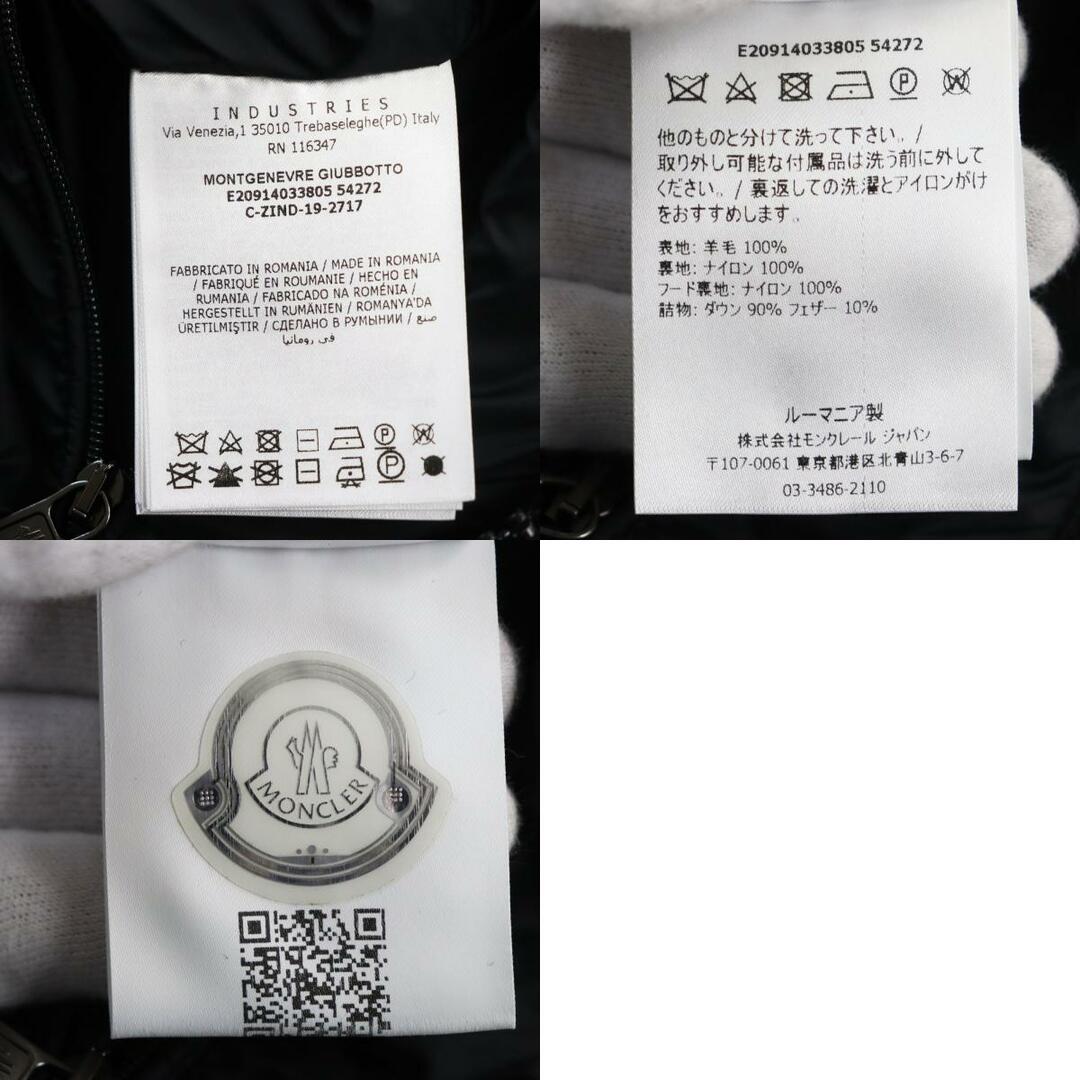 INDUSTRIES
Via Venezia,1 35010 Trebaseleghe(PD) Italy
RN 116347
MONTGENEVRE GIUBBOTTO
E20914033805 54272
C-ZIND-19-2717
FABBRICATO IN ROMANIA / MADE IN ROMANIA
/ FABRIQUÉ EN ROUMANIE / HECHO EN
RUMANIA / FABRICADO NA ROMÉNIA /
HERGESTELLT IN RUMÄNIEN / ROMANYA'DA
ÜRETILMIŞTIR / СДЕЛАНО В РУМЫНИИ / صنع
في رومانيا
P W
P
E20914033805 54272
P W
他のものと分けて洗って下さい。/
取り外し可能な付属品は洗う前に外して
ください。/ 裏返しての洗濯とアイロンがけ
をおすすめします。
表地: 羊毛 100%
裏地: ナイロン 100%
フード裏地: ナイロン 100%
詰物: ダウン 90% フェザー 10%
ルーマニア製
株式会社モンクレール ジャパン
〒107-0061 東京都港区北青山3-6-7
03-3486-2110
MONCLER